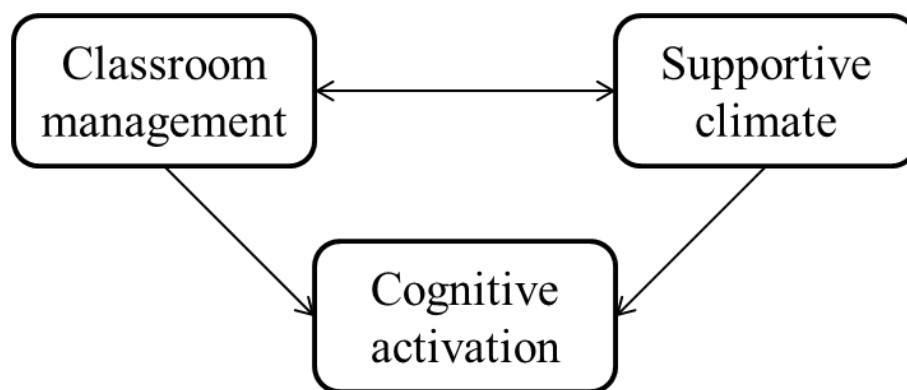 Classroom
management
Supportive
climate
Cognitive
activation